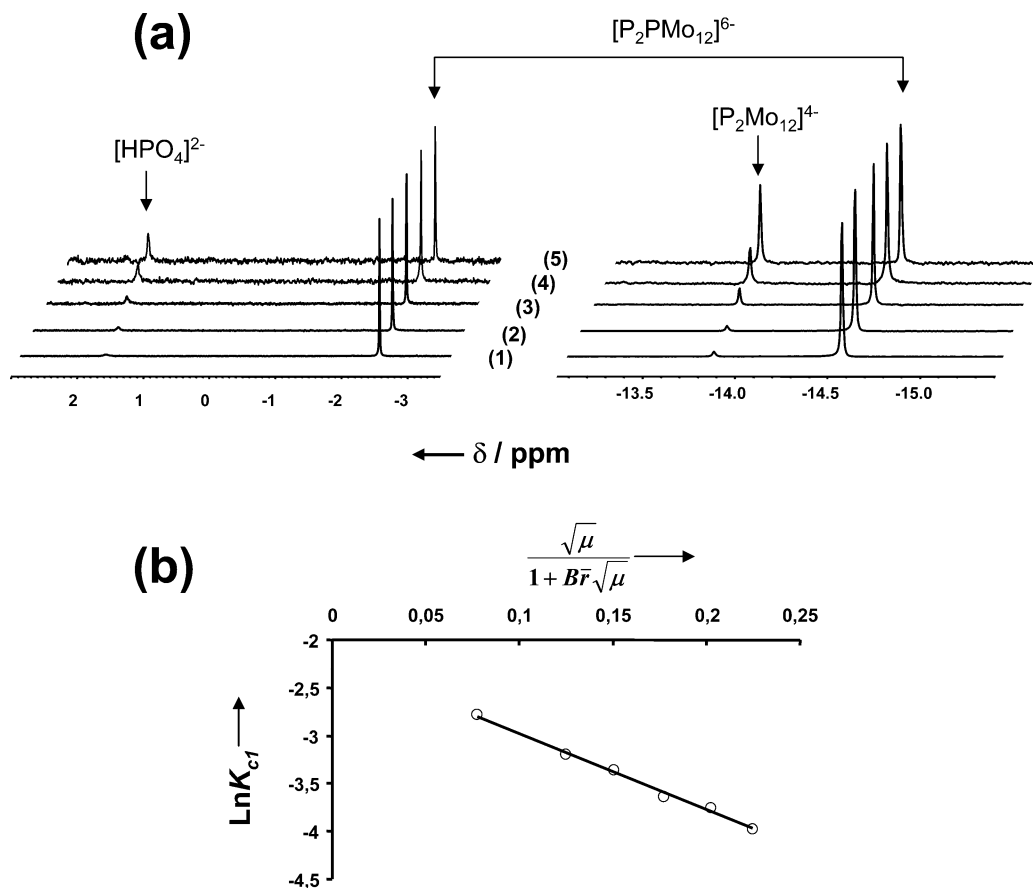 (a)
[P₂PMo₁₂]⁶⁻
[P₂Mo₁₂]⁴⁻
[HPO₄]²⁻
(5)
(4)
(3)
(2)
(1)
2 1 0 -1 -2 -3
-13.5 -14.0 -14.5 -15.0
δ / ppm
(b)
√μ
1 + Br̄√μ
0 0,05 0,1 0,15 0,2 0,25
-2
-2,5
-3
-3,5
-4
-4,5
LnK_c1